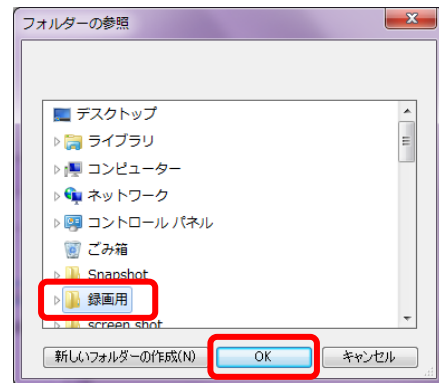 フォルダーの参照
デスクトップ
ライブラリ
コンピューター
ネットワーク
コントロール パネル
ごみ箱
Snapshot
録画用
screen shot
新しいフォルダーの作成(N)
OK
キャンセル